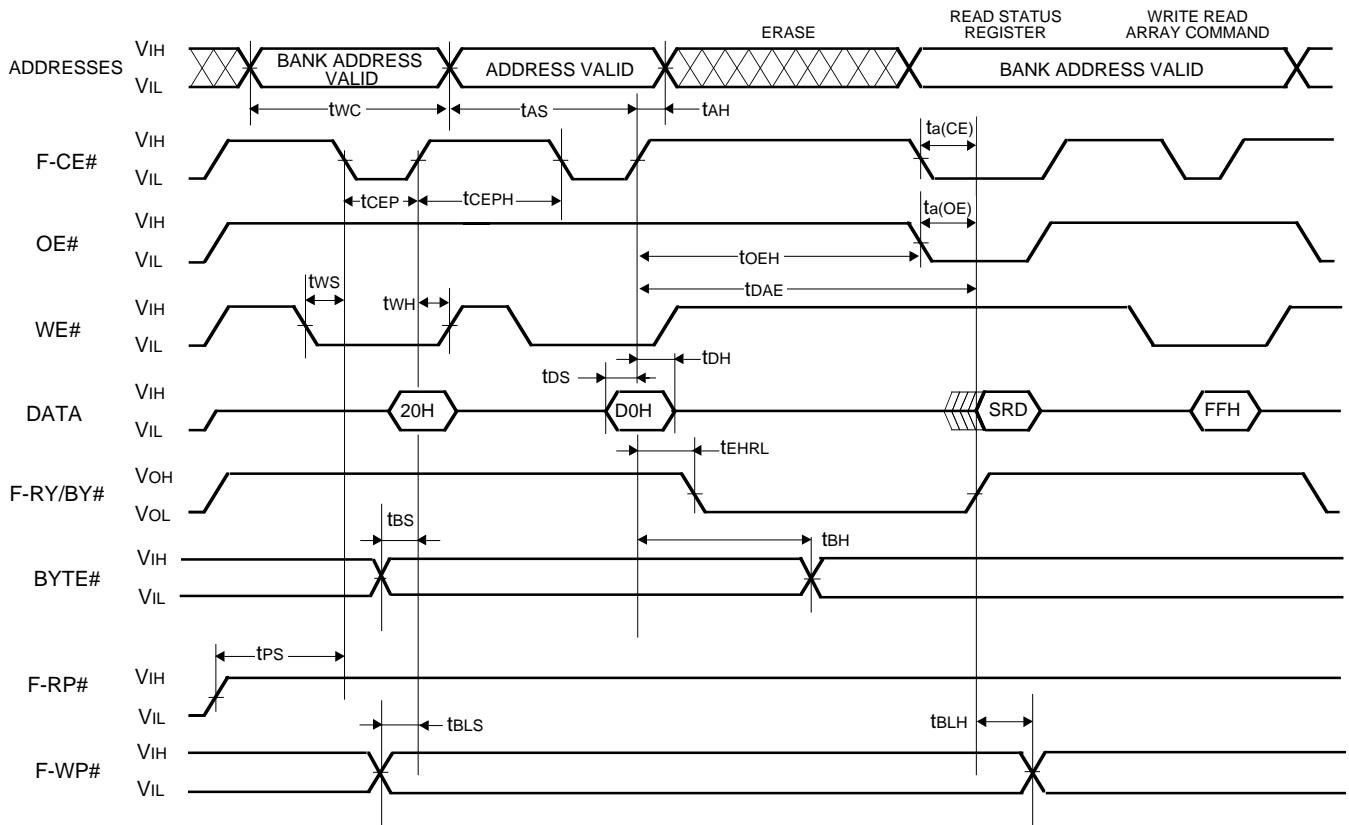 ERASE
READ STATUS
REGISTER
WRITE READ
ARRAY COMMAND
ADDRESSES
VIH
VIL
BANK ADDRESS
VALID
ADDRESS VALID
BANK ADDRESS VALID
tWC
tAS
tAH
F-CE#
VIH
VIL
ta(CE)
tCEP
tCEPH
OE#
VIH
VIL
ta(OE)
tOEH
tWS
tWH
tDAE
WE#
VIH
VIL
tDH
tDS
DATA
VIH
VIL
20H
D0H
SRD
FFH
tEHRL
F-RY/BY#
VOH
VOL
tBS
tBH
BYTE#
VIH
VIL
tPS
F-RP#
VIH
VIL
tBLS
tBLH
F-WP#
VIH
VIL